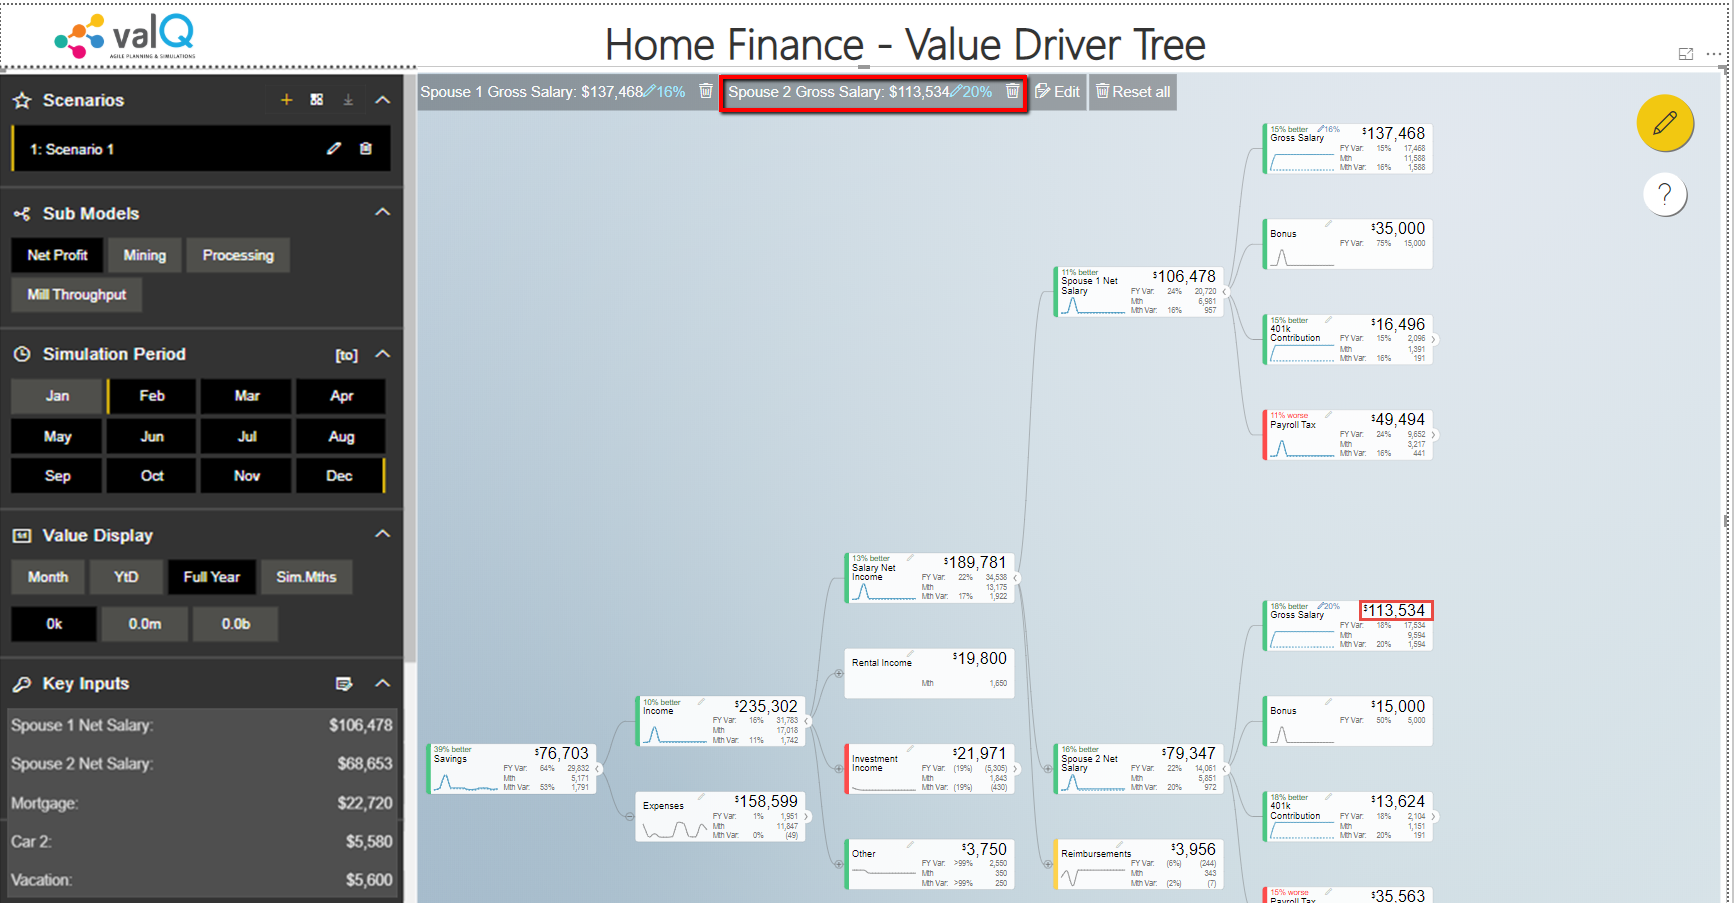 valQ
AGILE PLANNING & SIMULATIONS
Home Finance - Value Driver Tree
Scenarios
1: Scenario 1
Sub Models
Net Profit Mining Processing
Mill Throughput
Simulation Period [to]
Jan Feb Mar Apr
May Jun Jul Aug
Sep Oct Nov Dec
Value Display
Month YtD Full Year Sim.Mths
0k 0.0m 0.0b
Key Inputs
Spouse 1 Net Salary: $106,478
Spouse 2 Net Salary: $68,653
Mortgage: $22,720
Car 2: $5,580
Vacation: $5,600
Spouse 1 Gross Salary: $137,468 16% Spouse 2 Gross Salary: $113,534 20% Edit Reset all
?
15% better 16% $137,468
Gross Salary
FY Var. 15% 17,468
Mth 11,588
Mth Var. 16% 1,588
Bonus $35,000
FY Var. 75% 15,000
11% better $106,478
Spouse 1 Net Salary
FY Var. 24% 20,720
Mth 6,981
Mth Var. 16% 957
15% better $16,496
401k Contribution
FY Var. 15% 2,096
Mth 1,391
Mth Var. 16% 191
11% worse $49,494
Payroll Tax
FY Var. 24% 9,652
Mth 3,217
Mth Var. 16% 441
13% better $189,781
Salary Net Income
FY Var. 22% 34,538
Mth 13,175
Mth Var. 17% 1,922
18% better 20% $113,534
Gross Salary
FY Var. 18% 17,534
Mth 9,594
Mth Var. 20% 1,594
Rental Income $19,800
Mth 1,650
10% better $235,302
Income
FY Var. 16% 31,783
Mth 17,018
Mth Var. 11% 1,742
Bonus $15,000
FY Var. 50% 5,000
39% better $76,703
Savings
FY Var. 64% 29,832
Mth 5,171
Mth Var. 53% 1,791
Investment Income $21,971
FY Var. (19%) (5,305)
Mth 1,843
Mth Var. (19%) (430)
16% better $79,347
Spouse 2 Net Salary
FY Var. 22% 14,061
Mth 5,851
Mth Var. 20% 972
Expenses $158,599
FY Var. 1% 1,951
Mth 11,847
Mth Var. 0% (49)
18% better $13,624
401k Contribution
FY Var. 18% 2,104
Mth 1,151
Mth Var. 20% 191
Other $3,750
FY Var. >99% 2,550
Mth 350
Mth Var. >99% 250
Reimbursements $3,956
FY Var. (6%) (244)
Mth 343
Mth Var. (2%) (7)
15% worse $35,563
Payroll Tax